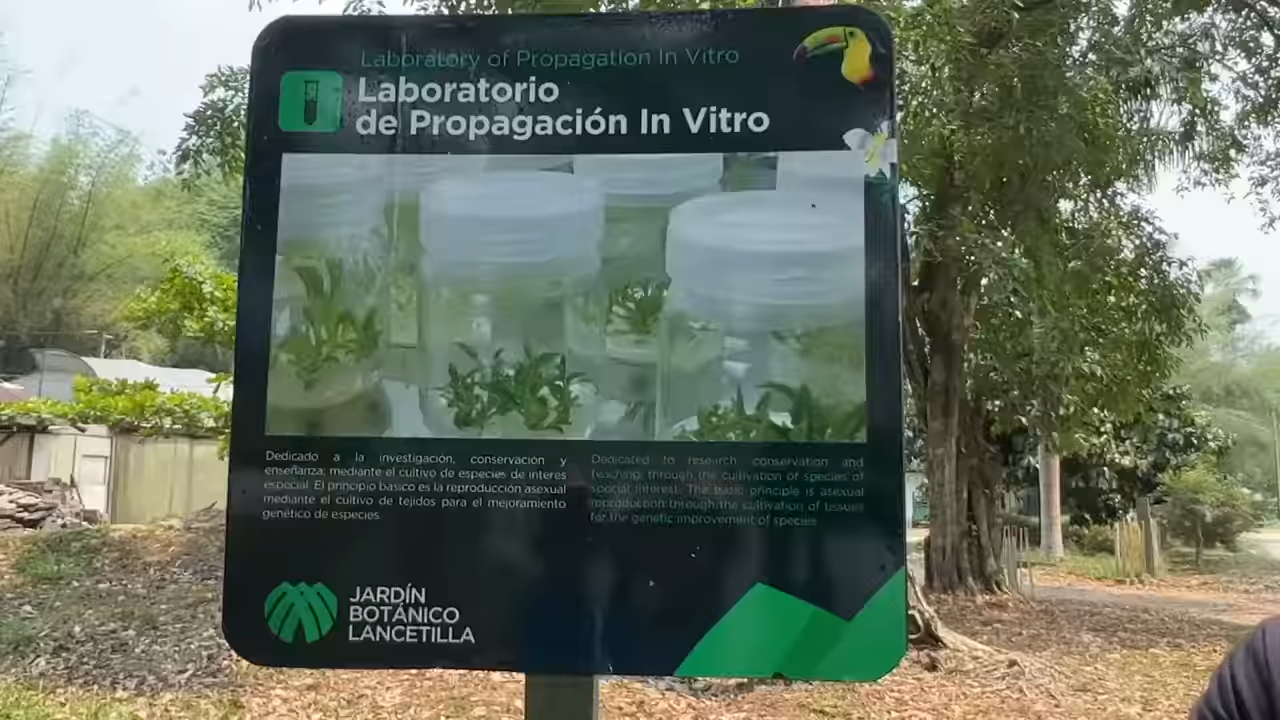 Laboratory of Propagation In Vitro
Laboratorio
de Propagación In Vitro
Dedicado a la investigación, conservación y
enseñanza; mediante el cultivo de especies de interes
especial. El principio basico es la reproducción asexual
mediante el cultivo de tejidos para el mejoramiento
genético de especies.
Dedicated to research conservation and
teaching; through the cultivation of species of
special interest. The basic principle is asexual
reproduction through the cultivation of tissues
for the genetic improvement of species.
JARDÍN
BOTÁNICO
LANCETILLA